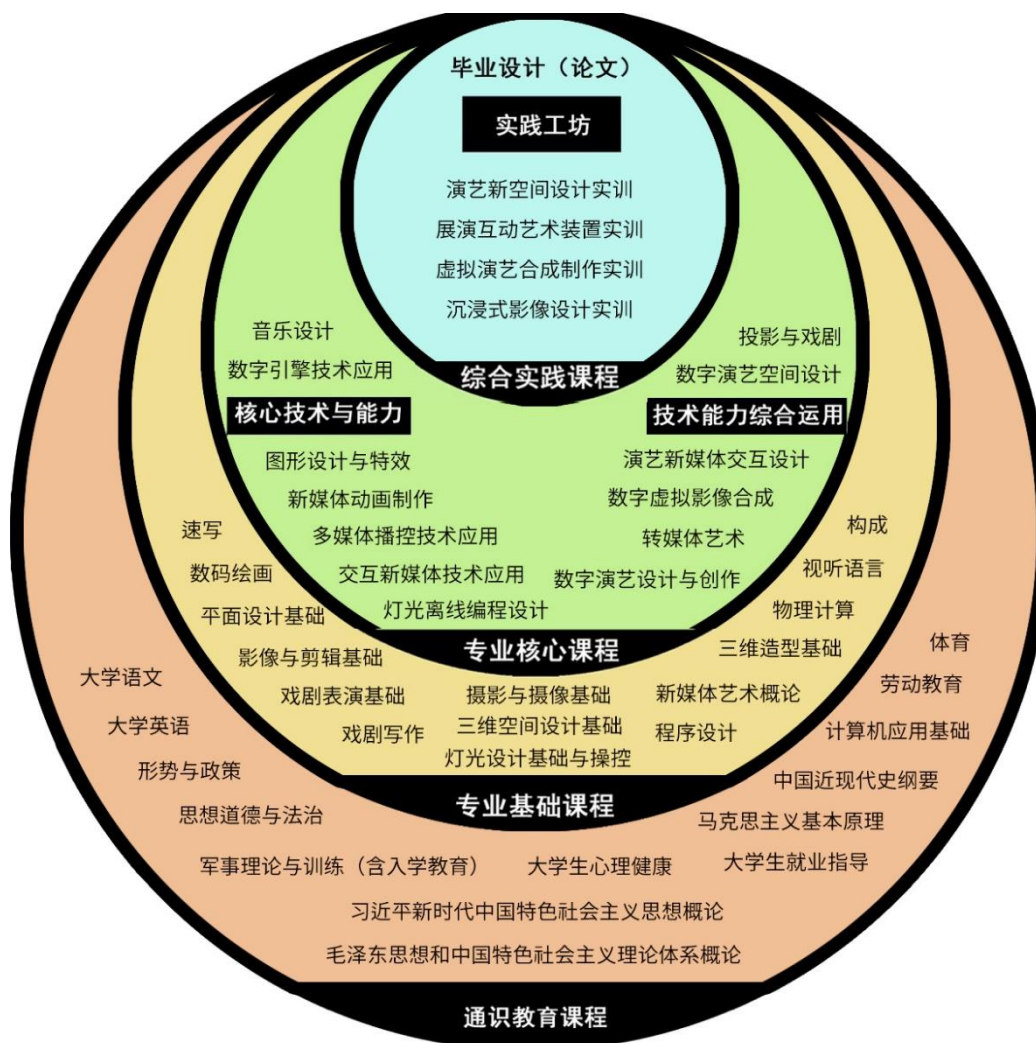 毕业设计（论文）
实践工坊
演艺新空间设计实训
展演互动艺术装置实训
虚拟演艺合成制作实训
沉浸式影像设计实训
综合实践课程
音乐设计
数字引擎技术应用
核心技术与能力
图形设计与特效
新媒体动画制作
多媒体播控技术应用
交互新媒体技术应用
灯光离线编程设计
投影与戏剧
数字演艺空间设计
技术能力综合运用
演艺新媒体交互设计
数字虚拟影像合成
转媒体艺术
数字演艺设计与创作
专业核心课程
速写
数码绘画
平面设计基础
影像与剪辑基础
戏剧表演基础
戏剧写作
摄影与摄像基础
三维空间设计基础
灯光设计基础与操控
构成
视听语言
物理计算
三维造型基础
新媒体艺术概论
程序设计
专业基础课程
大学语文
大学英语
形势与政策
思想道德与法治
军事理论与训练（含入学教育）
大学生心理健康
体育
劳动教育
计算机应用基础
中国近现代史纲要
马克思主义基本原理
大学生就业指导
习近平新时代中国特色社会主义思想概论
毛泽东思想和中国特色社会主义理论体系概论
通识教育课程